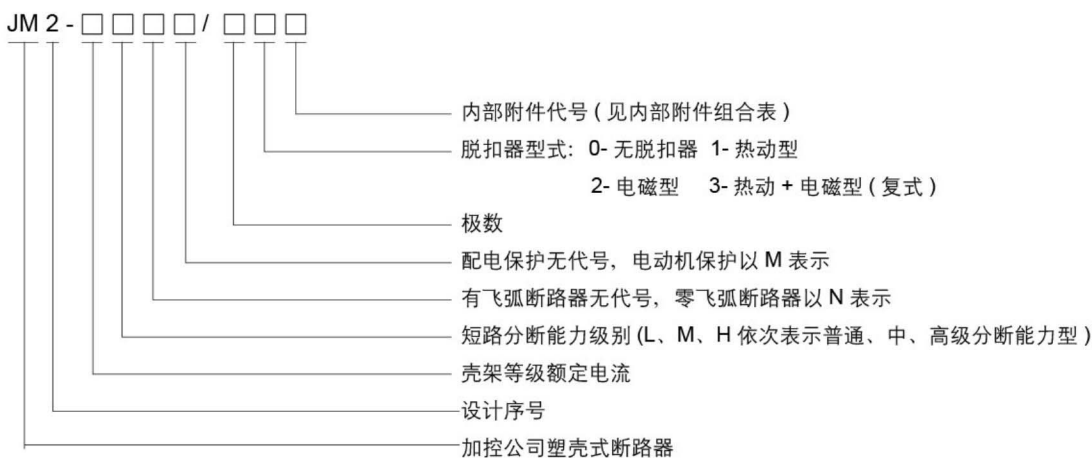 JM 2 - □ □ □ □ / □ □ □
内部附件代号 ( 见内部附件组合表 )
脱扣器型式: 0- 无脱扣器 1- 热动型
2- 电磁型 3- 热动 + 电磁型 ( 复式 )
极数
配电保护无代号, 电动机保护以 M 表示
有飞弧断路器无代号, 零飞弧断路器以 N 表示
短路分断能力级别 (L、M、H 依次表示普通、中、高级分断能力型 )
壳架等级额定电流
设计序号
加控公司塑壳式断路器